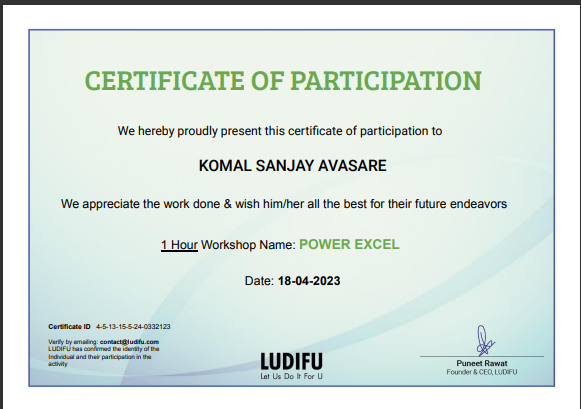 CERTIFICATE OF PARTICIPATION
We hereby proudly present this certificate of participation to
KOMAL SANJAY AVASARE
We appreciate the work done & wish him/her all the best for their future endeavors
1 Hour Workshop Name: POWER EXCEL
Date: 18-04-2023
Certificate ID 4-5-13-15-5-24-0332123
Verify by emailing: contact@ludifu.com
LUDIFU has confirmed the identity of the
Individual and their participation in the
activity
LUDIFU
Let Us Do It For U
Puneet Rawat
Founder & CEO, LUDIFU